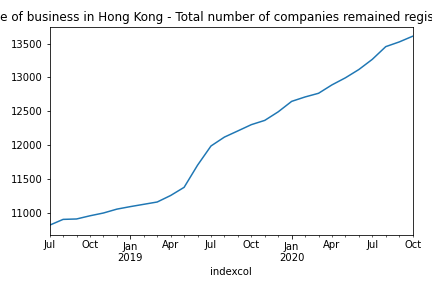 e of business in Hong Kong - Total number of companies remained regis
13500
13000
12500
12000
11500
11000
Jul Oct Jan Apr Jul Oct Jan Apr Jul Oct
2019 2020
indexcol